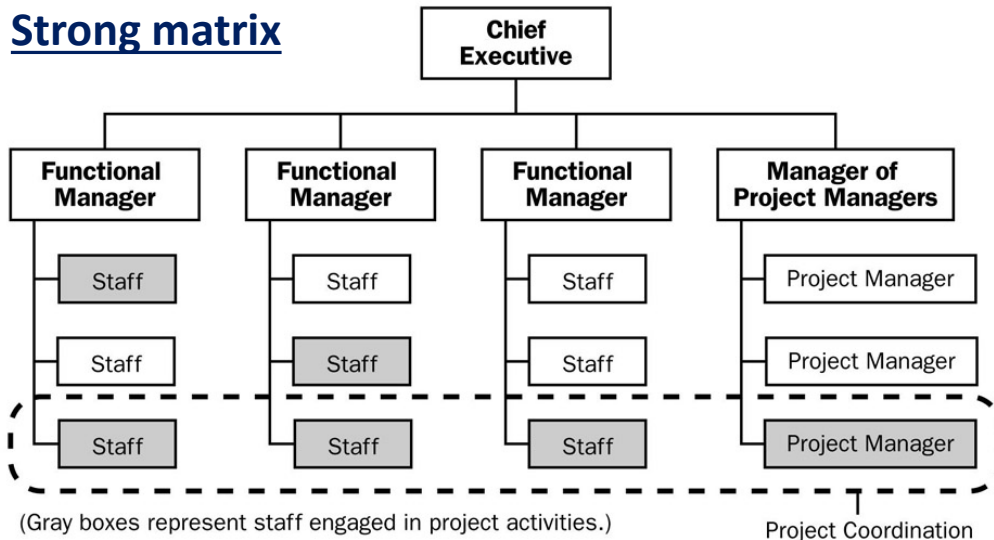 Strong matrix
Chief
Executive
Functional
Manager
Functional
Manager
Functional
Manager
Manager of
Project Managers
Staff
Staff
Staff
Project Manager
Staff
Staff
Staff
Project Manager
Staff
Staff
Staff
Project Manager
(Gray boxes represent staff engaged in project activities.)
Project Coordination